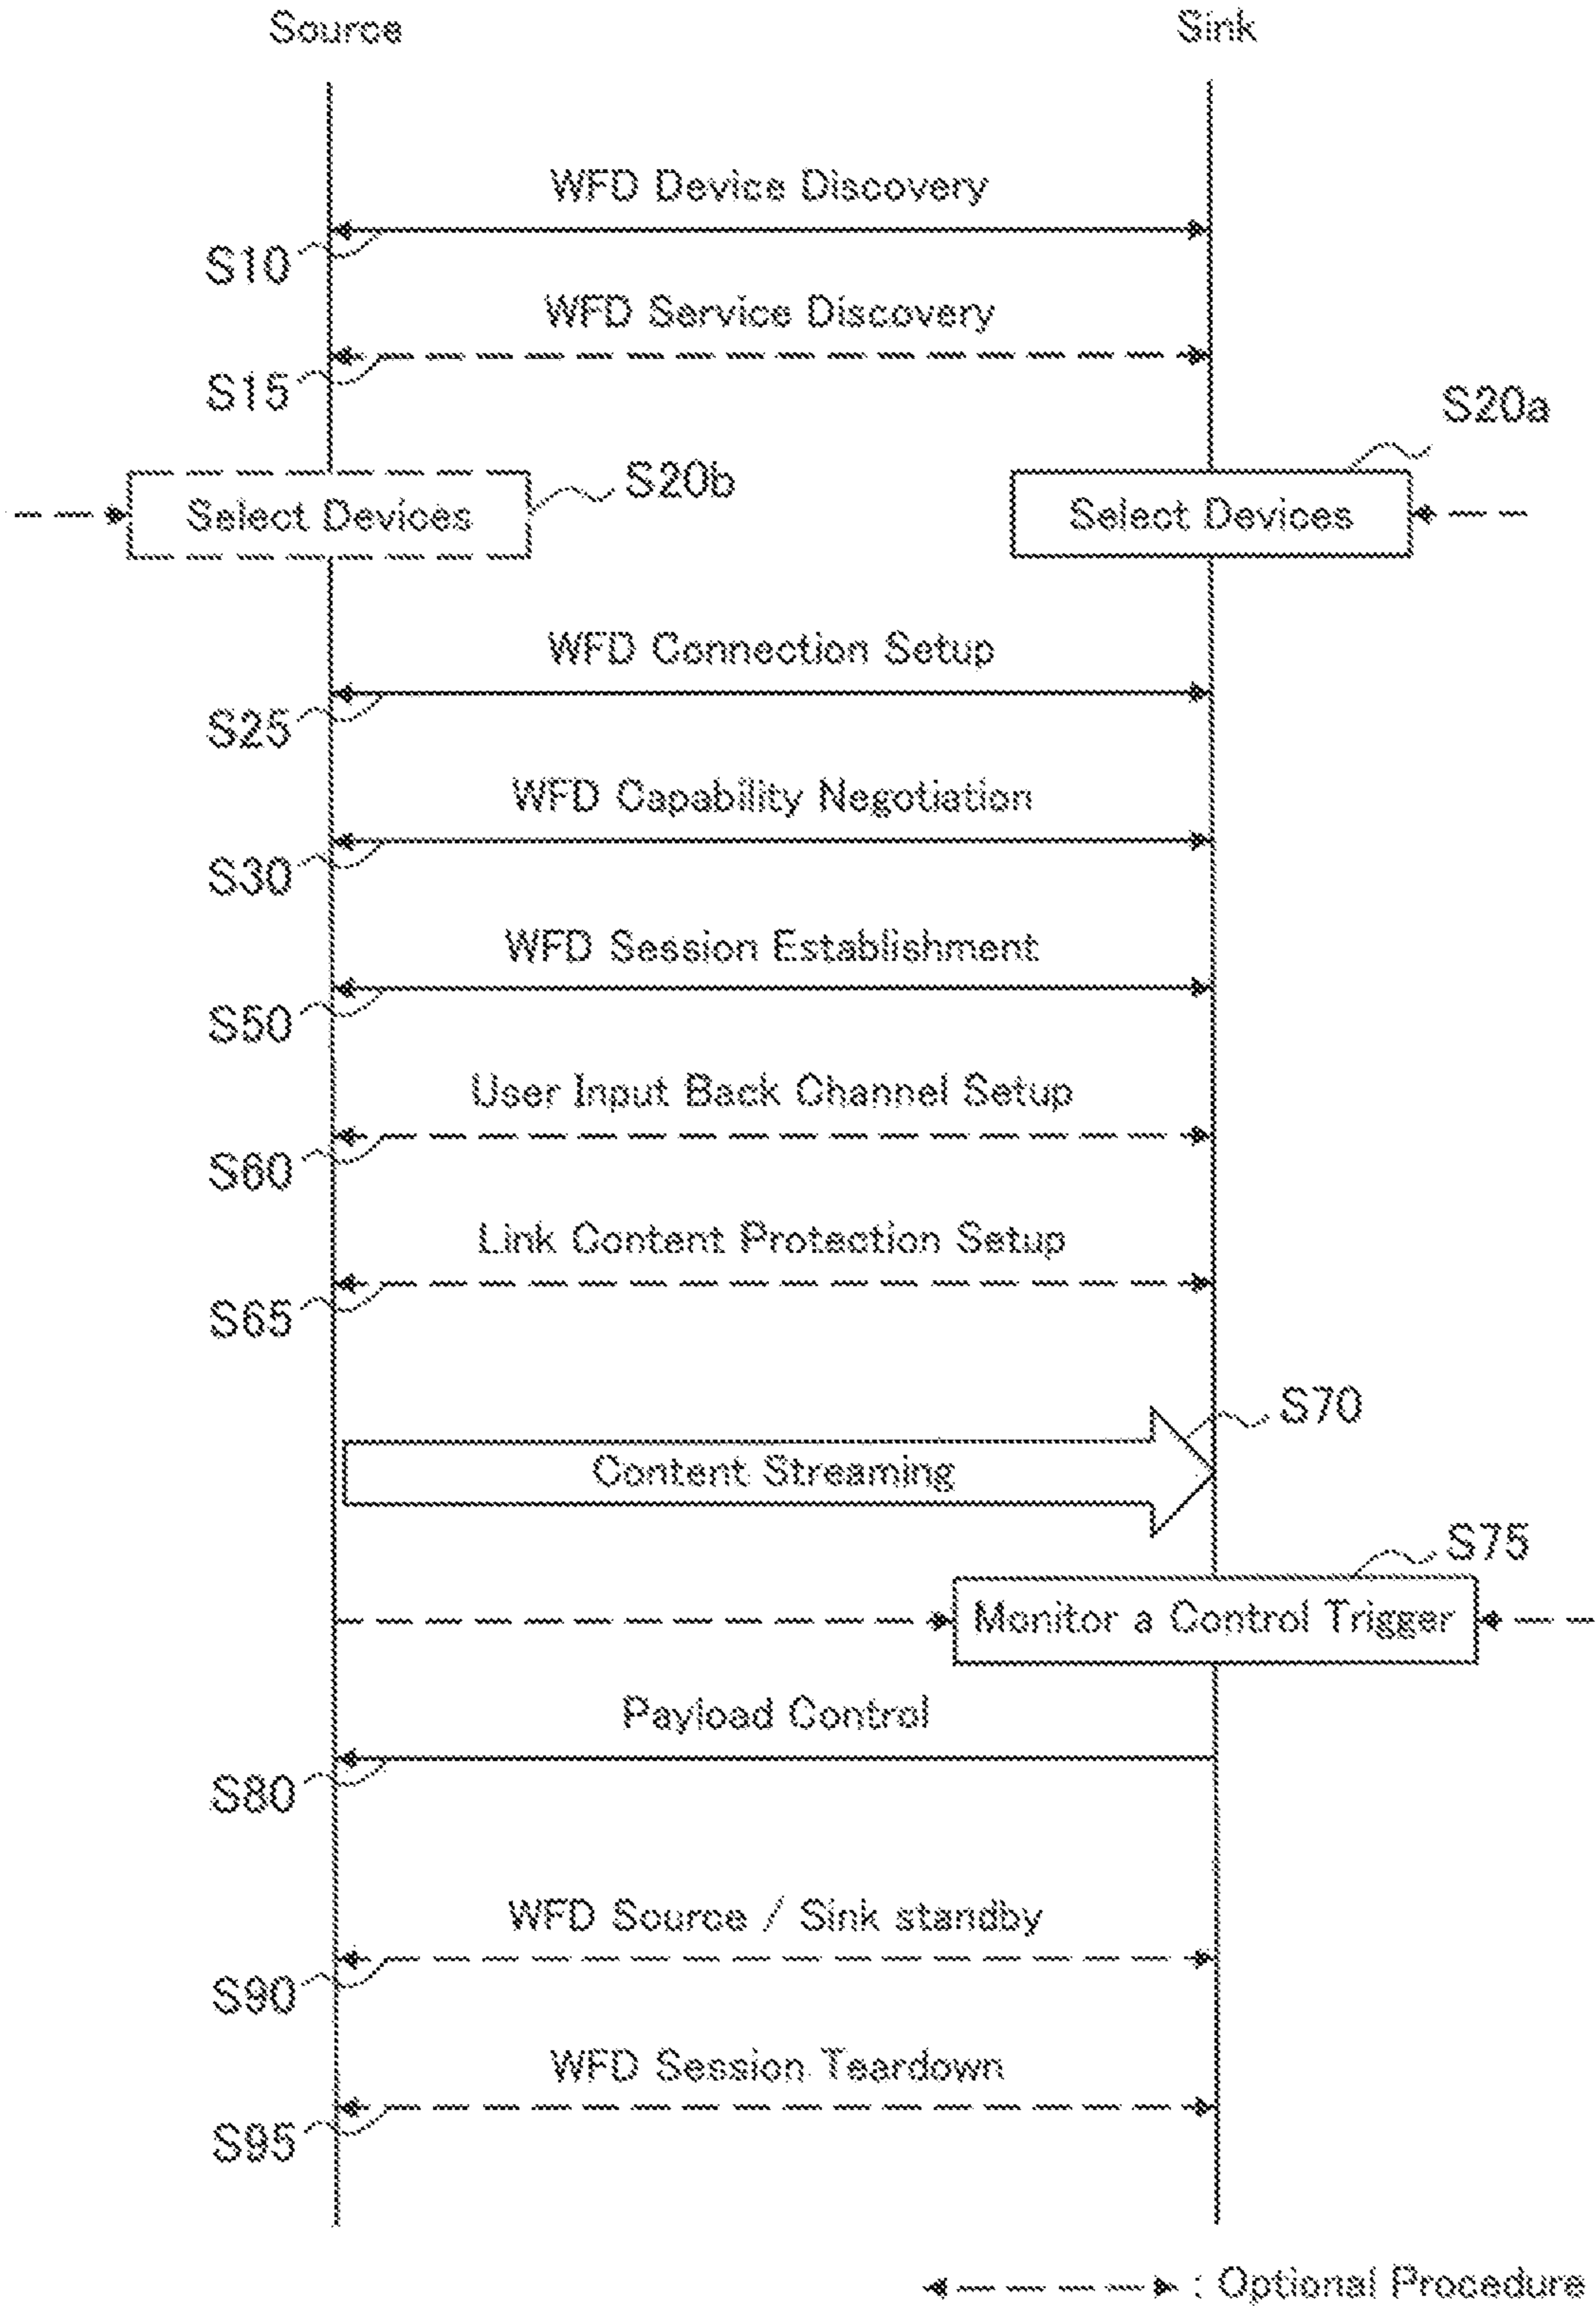 Source
Sink
WFD Device Discovery
S10
WFD Service Discovery
S15
S20a
S20b
Select Devices
Select Devices
WFD Connection Setup
S25
WFD Capability Negotiation
S30
WFD Session Establishment
S50
User Input Back Channel Setup
S60
Link Content Protection Setup
S65
S70
Content Streaming
S75
Monitor a Control Trigger
Payload Control
S80
WFD Source / Sink standby
S90
WFD Session Teardown
S95
: Optional Procedure